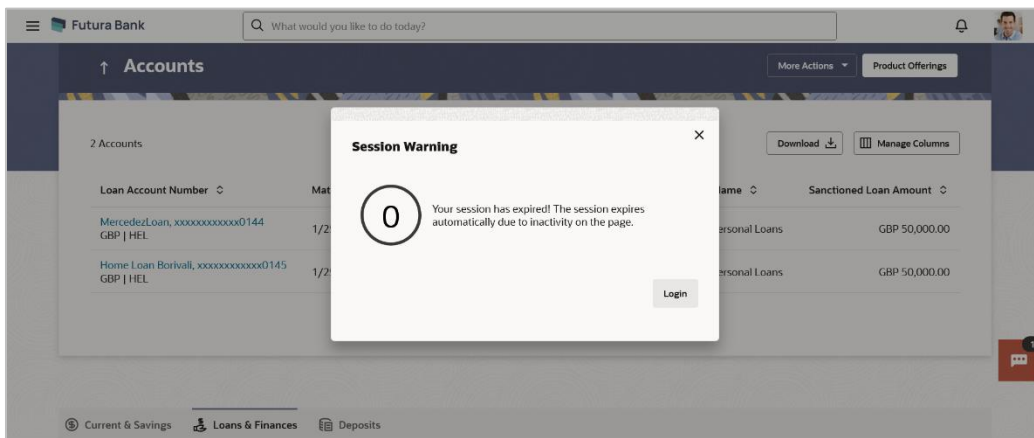 Futura Bank
What would you like to do today?
↑ Accounts
More Actions
Product Offerings
2 Accounts
Download
Manage Columns
Session Warning
0
Your session has expired! The session expires
automatically due to inactivity on the page.
Login
Loan Account Number
Mat
ame
Sanctioned Loan Amount
MercedezLoan, xxxxxxxxxxxx0144
GBP | HEL
1/2
ersonal Loans
GBP 50,000.00
Home Loan Borivali, xxxxxxxxxxxx0145
GBP | HEL
1/2
ersonal Loans
GBP 50,000.00
Current & Savings
Loans & Finances
Deposits